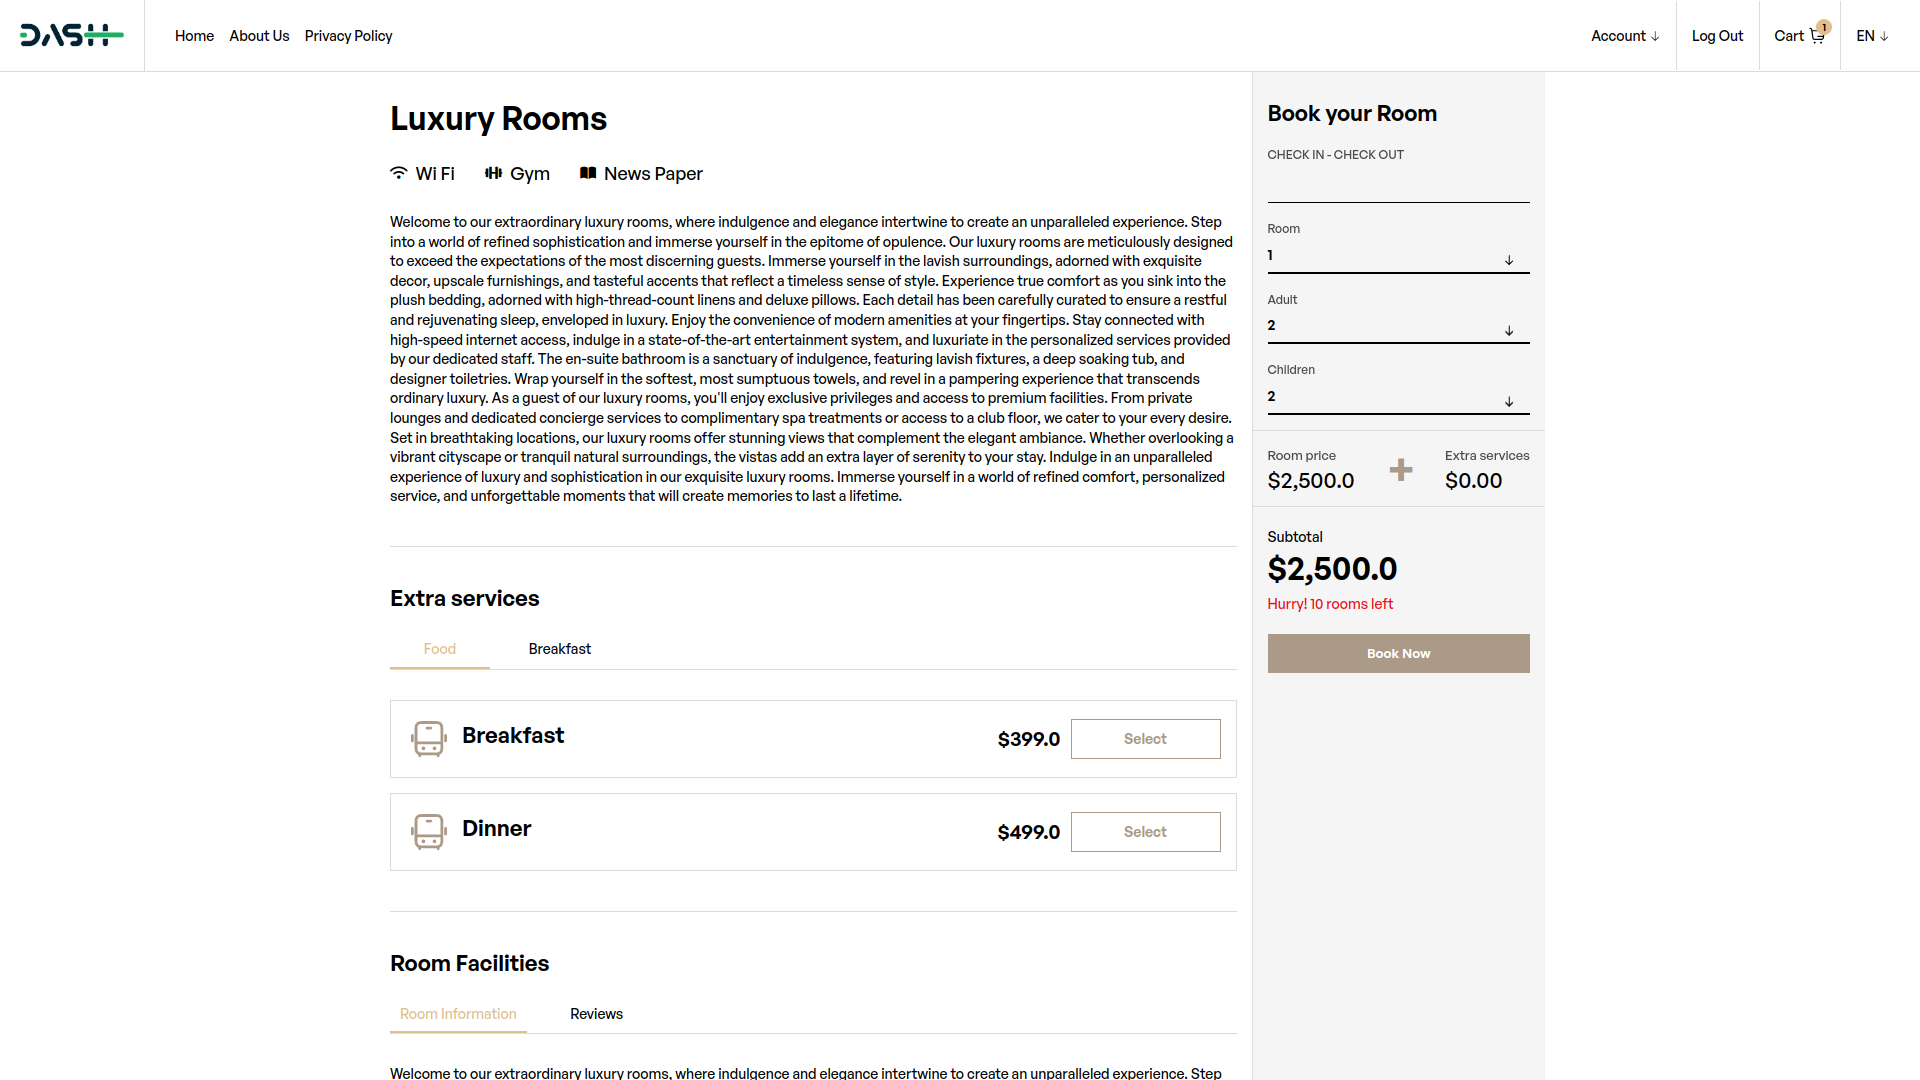 DASH
Home About Us Privacy Policy
Account Log Out Cart 1 EN
Luxury Rooms
Wi Fi Gym News Paper
Welcome to our extraordinary luxury rooms, where indulgence and elegance intertwine to create an unparalleled experience. Step
into a world of refined sophistication and immerse yourself in the epitome of opulence. Our luxury rooms are meticulously designed
to exceed the expectations of the most discerning guests. Immerse yourself in the lavish surroundings, adorned with exquisite
decor, upscale furnishings, and tasteful accents that reflect a timeless sense of style. Experience true comfort as you sink into the
plush bedding, adorned with high-thread-count linens and deluxe pillows. Each detail has been carefully curated to ensure a restful
and rejuvenating sleep, enveloped in luxury. Enjoy the convenience of modern amenities at your fingertips. Stay connected with
high-speed internet access, indulge in a state-of-the-art entertainment system, and luxuriate in the personalized services provided
by our dedicated staff. The en-suite bathroom is a sanctuary of indulgence, featuring lavish fixtures, a deep soaking tub, and
designer toiletries. Wrap yourself in the softest, most sumptuous towels, and revel in a pampering experience that transcends
ordinary luxury. As a guest of our luxury rooms, you'll enjoy exclusive privileges and access to premium facilities. From private
lounges and dedicated concierge services to complimentary spa treatments or access to a club floor, we cater to your every desire.
Set in breathtaking locations, our luxury rooms offer stunning views that complement the elegant ambiance. Whether overlooking a
vibrant cityscape or tranquil natural surroundings, the vistas add an extra layer of serenity to your stay. Indulge in an unparalleled
experience of luxury and sophistication in our exquisite luxury rooms. Immerse yourself in a world of refined comfort, personalized
service, and unforgettable moments that will create memories to last a lifetime.
Extra services
Food Breakfast
Breakfast $399.0 Select
Dinner $499.0 Select
Room Facilities
Room Information Reviews
Welcome to our extraordinary luxury rooms, where indulgence and elegance intertwine to create an unparalleled experience. Step
Book your Room
CHECK IN - CHECK OUT
Room
1
Adult
2
Children
2
Room price Extra services
$2,500.0 + $0.00
Subtotal
$2,500.0
Hurry! 10 rooms left
Book Now